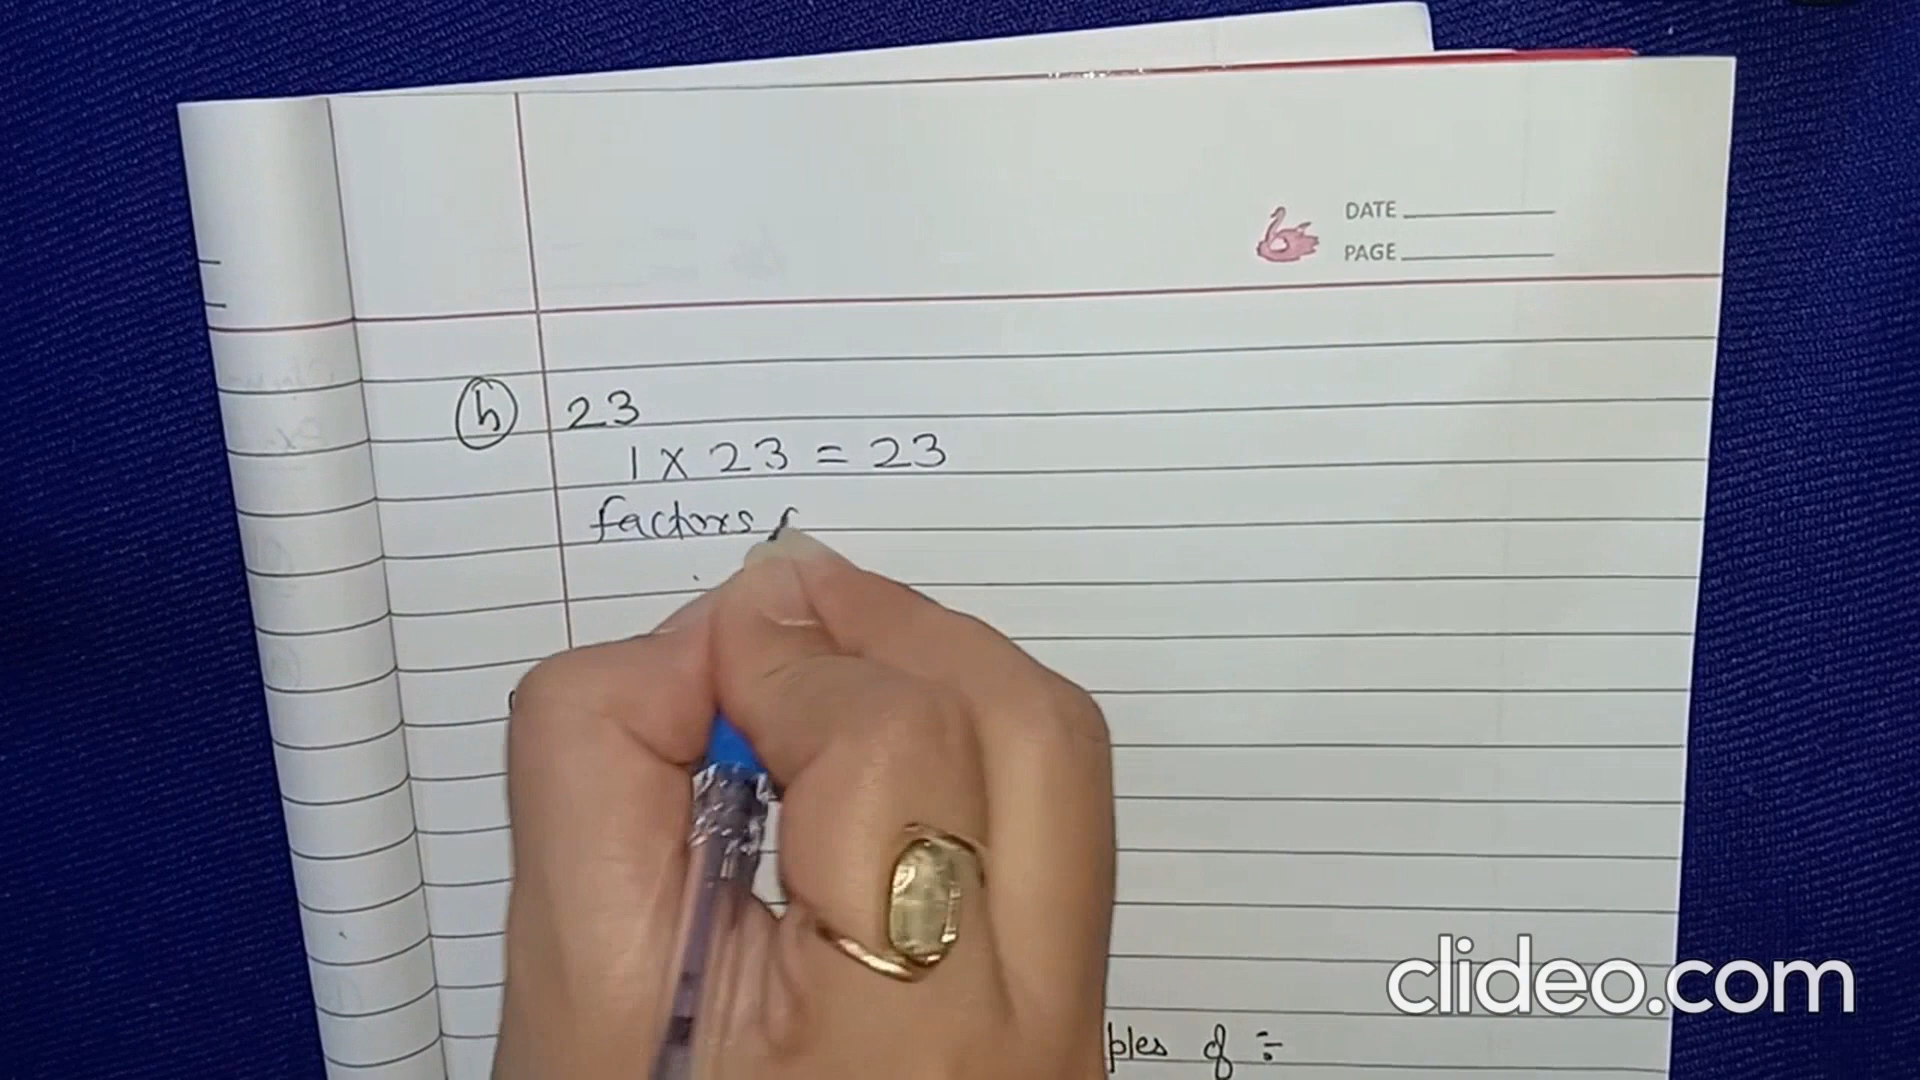 DATE
PAGE
(h) 23
1 x 23 = 23
factors
ples of ÷
clideo.com